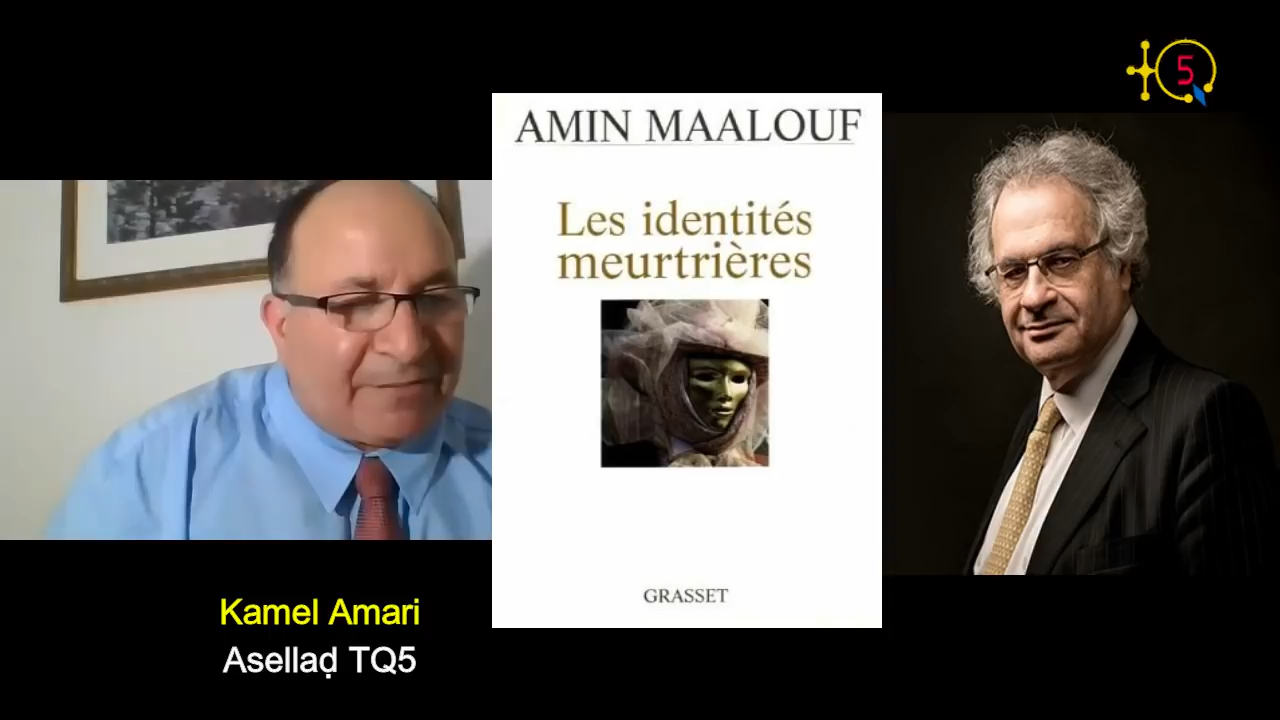 5
AMIN MAALOUF
Les identités
meurtrières
GRASSET
Kamel Amari
Asellaḍ TQ5